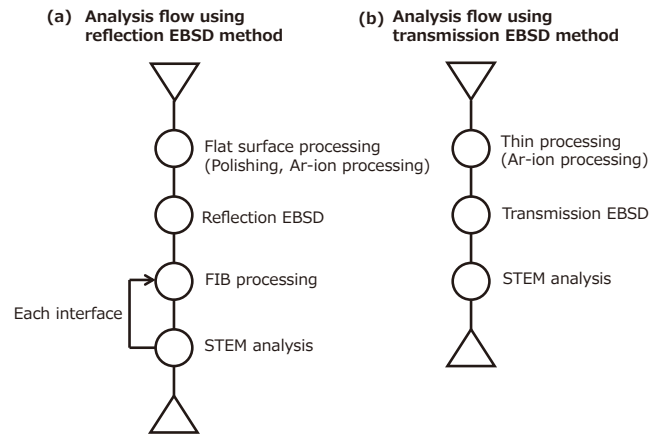 (a) Analysis flow using
reflection EBSD method
Flat surface processing
(Polishing, Ar-ion processing)
Reflection EBSD
FIB processing
Each interface
STEM analysis
(b) Analysis flow using
transmission EBSD method
Thin processing
(Ar-ion processing)
Transmission EBSD
STEM analysis